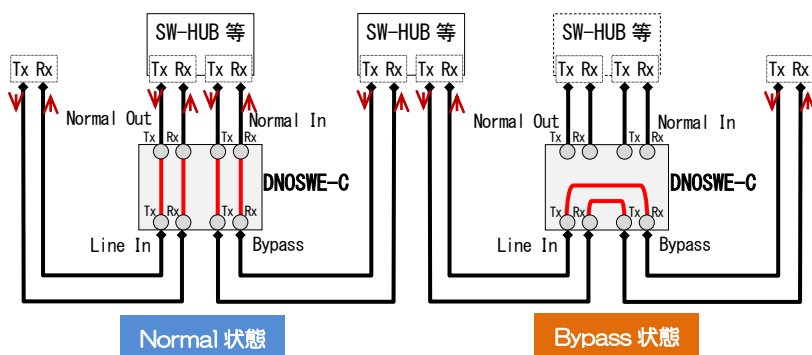 SW-HUB 等 SW-HUB 等 SW-HUB 等
Tx Rx Tx Rx Tx Rx Tx Rx Tx Rx Tx Rx Tx Rx Tx Rx
Normal Out Normal In Normal Out Normal In
Tx Rx Tx Rx Tx Rx Tx Rx
DNOSWE-C DNOSWE-C
Tx Rx Tx Rx Tx Rx Tx Rx
Line In Bypass Line In Bypass
Normal 状態 Bypass 状態